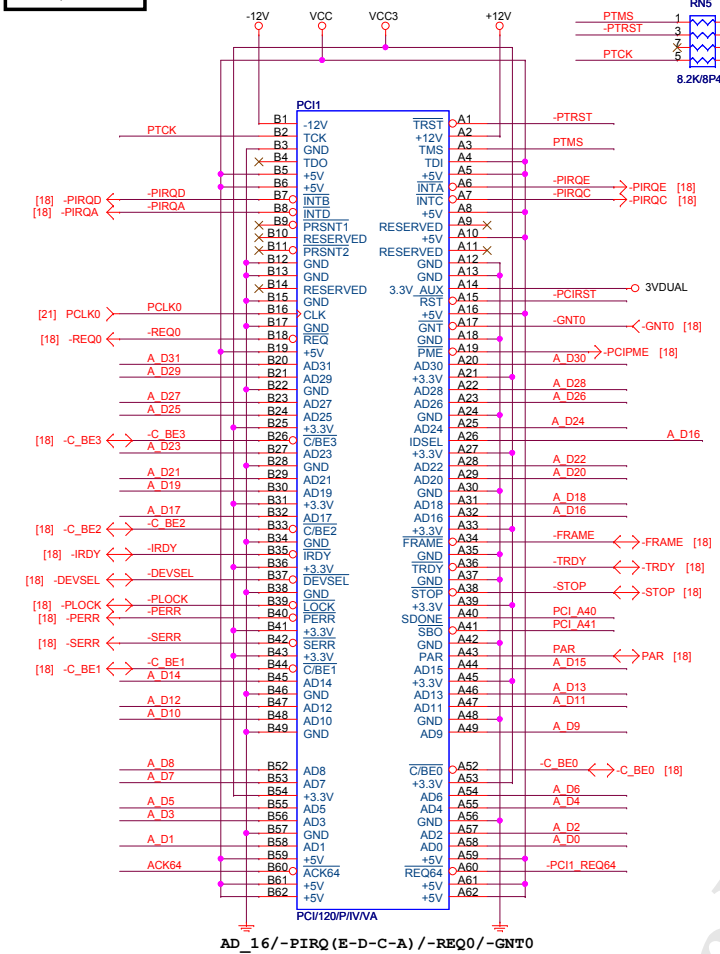 -12V VCC VCC3 +12V
RN5
PTMS 1
-PTRST 3
7
PTCK 5
8.2K/8P4
PCI1
B1 -12V TRST A1 -PTRST
PTCK B2 TCK +12V A2
B3 GND TMS A3 PTMS
B4 TDO TDI A4
B5 +5V +5V A5
B6 +5V INTA A6 -PIRQE -PIRQE [18]
[18] -PIRQD -PIRQD B7 INTB INTC A7 -PIRQC -PIRQC [18]
[18] -PIRQA -PIRQA B8 INTD +5V A8
B9 PRSNT1 RESERVED A9
B10 RESERVED +5V A10
B11 PRSNT2 RESERVED A11
B12 GND GND A12
B13 GND GND A13
B14 RESERVED 3.3V_AUX A14 3VDUAL
B15 GND RST A15 -PCIRST
[21] PCLK0 PCLK0 B16 CLK +5V A16
B17 GND GNT A17 -GNT0 -GNT0 [18]
[18] -REQ0 -REQ0 B18 REQ GND A18
B19 +5V PME A19 -PCIPME [18]
A_D31 B20 AD31 AD30 A20 A_D30
A_D29 B21 AD29 +3.3V A21
B22 GND AD28 A22 A_D28
A_D27 B23 AD27 AD26 A23 A_D26
A_D25 B24 AD25 GND A24
B25 +3.3V AD24 A25 A_D24
[18] -C_BE3 -C_BE3 B26 C/BE3 IDSEL A26 A_D16
A_D23 B27 AD23 +3.3V A27
B28 GND AD22 A28 A_D22
A_D21 B29 AD21 AD20 A29 A_D20
A_D19 B30 AD19 GND A30
B31 +3.3V AD18 A31 A_D18
A_D17 B32 AD17 AD16 A32 A_D16
[18] -C_BE2 -C_BE2 B33 C/BE2 +3.3V A33
B34 GND FRAME A34 -FRAME -FRAME [18]
[18] -IRDY -IRDY B35 IRDY GND A35
B36 +3.3V TRDY A36 -TRDY -TRDY [18]
[18] -DEVSEL -DEVSEL B37 DEVSEL GND A37
B38 GND STOP A38 -STOP -STOP [18]
[18] -PLOCK -PLOCK B39 LOCK +3.3V A39
[18] -PERR -PERR B40 PERR SDONE A40 PCI_A40
B41 +3.3V SBO A41 PCI_A41
[18] -SERR -SERR B42 SERR GND A42
B43 +3.3V PAR A43 PAR PAR [18]
[18] -C_BE1 -C_BE1 B44 C/BE1 AD15 A44 A_D15
A_D14 B45 AD14 +3.3V A45
B46 GND AD13 A46 A_D13
A_D12 B47 AD12 AD11 A47 A_D11
A_D10 B48 AD10 GND A48
B49 GND AD9 A49 A_D9
A_D8 B52 AD8 C/BE0 A52 -C_BE0 -C_BE0 [18]
A_D7 B53 AD7 +3.3V A53
B54 +3.3V AD6 A54 A_D6
A_D5 B55 AD5 AD4 A55 A_D4
A_D3 B56 AD3 GND A56
B57 GND AD2 A57 A_D2
A_D1 B58 AD1 AD0 A58 A_D0
B59 +5V +5V A59
ACK64 B60 ACK64 REQ64 A60 -PCI1_REQ64
B61 +5V +5V A61
B62 +5V +5V A62
PCI/120/P/IV/VA
AD_16/-PIRQ(E-D-C-A)/-REQ0/-GNT0